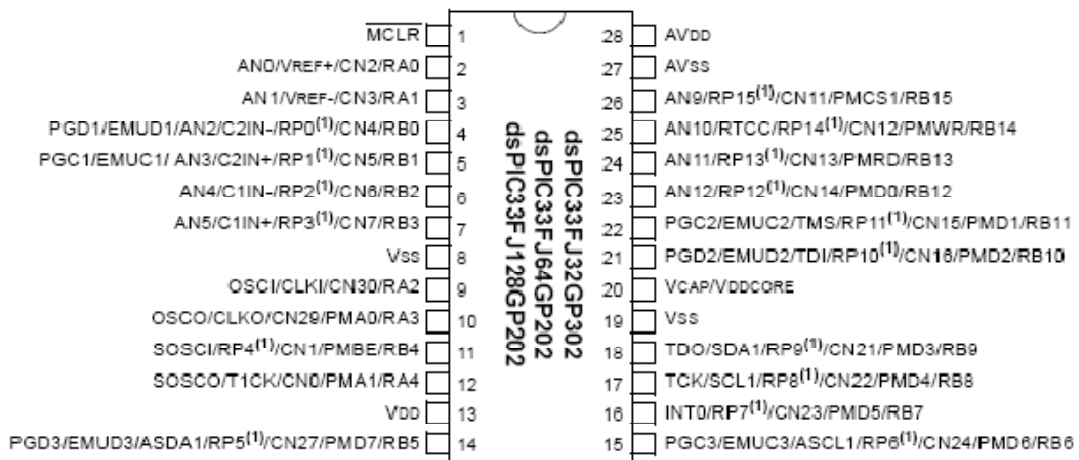 MCLR 1
AN0/VREF+/CN2/RA0 2
AN1/VREF-/CN3/RA1 3
PGD1/EMUD1/AN2/C2IN-/RP0(1)/CN4/RB0 4
PGC1/EMUC1/ AN3/C2IN+/RP1(1)/CN5/RB1 5
AN4/C1IN-/RP2(1)/CN6/RB2 6
AN5/C1IN+/RP3(1)/CN7/RB3 7
VSS 8
OSCI/CLKI/CN30/RA2 9
OSCO/CLKO/CN29/PMA0/RA3 10
SOSCI/RP4(1)/CN1/PMBE/RB4 11
SOSCO/T1CK/CN0/PMA1/RA4 12
VDD 13
PGD3/EMUD3/ASDA1/RP5(1)/CN27/PMD7/RB5 14
dsPIC33FJ32GP302
dsPIC33FJ64GP202
dsPIC33FJ128GP202
28 AVDD
27 AVSS
26 AN9/RP15(1)/CN11/PMCS1/RB15
25 AN10/RTCC/RP14(1)/CN12/PMWR/RB14
24 AN11/RP13(1)/CN13/PMRD/RB13
23 AN12/RP12(1)/CN14/PMD0/RB12
22 PGC2/EMUC2/TMS/RP11(1)/CN15/PMD1/RB11
21 PGD2/EMUD2/TDI/RP10(1)/CN16/PMD2/RB10
20 VCAP/VDDCORE
19 VSS
18 TDO/SDA1/RP9(1)/CN21/PMD3/RB9
17 TCK/SCL1/RP8(1)/CN22/PMD4/RB8
16 INT0/RP7(1)/CN23/PMD5/RB7
15 PGC3/EMUC3/ASCL1/RP6(1)/CN24/PMD6/RB6